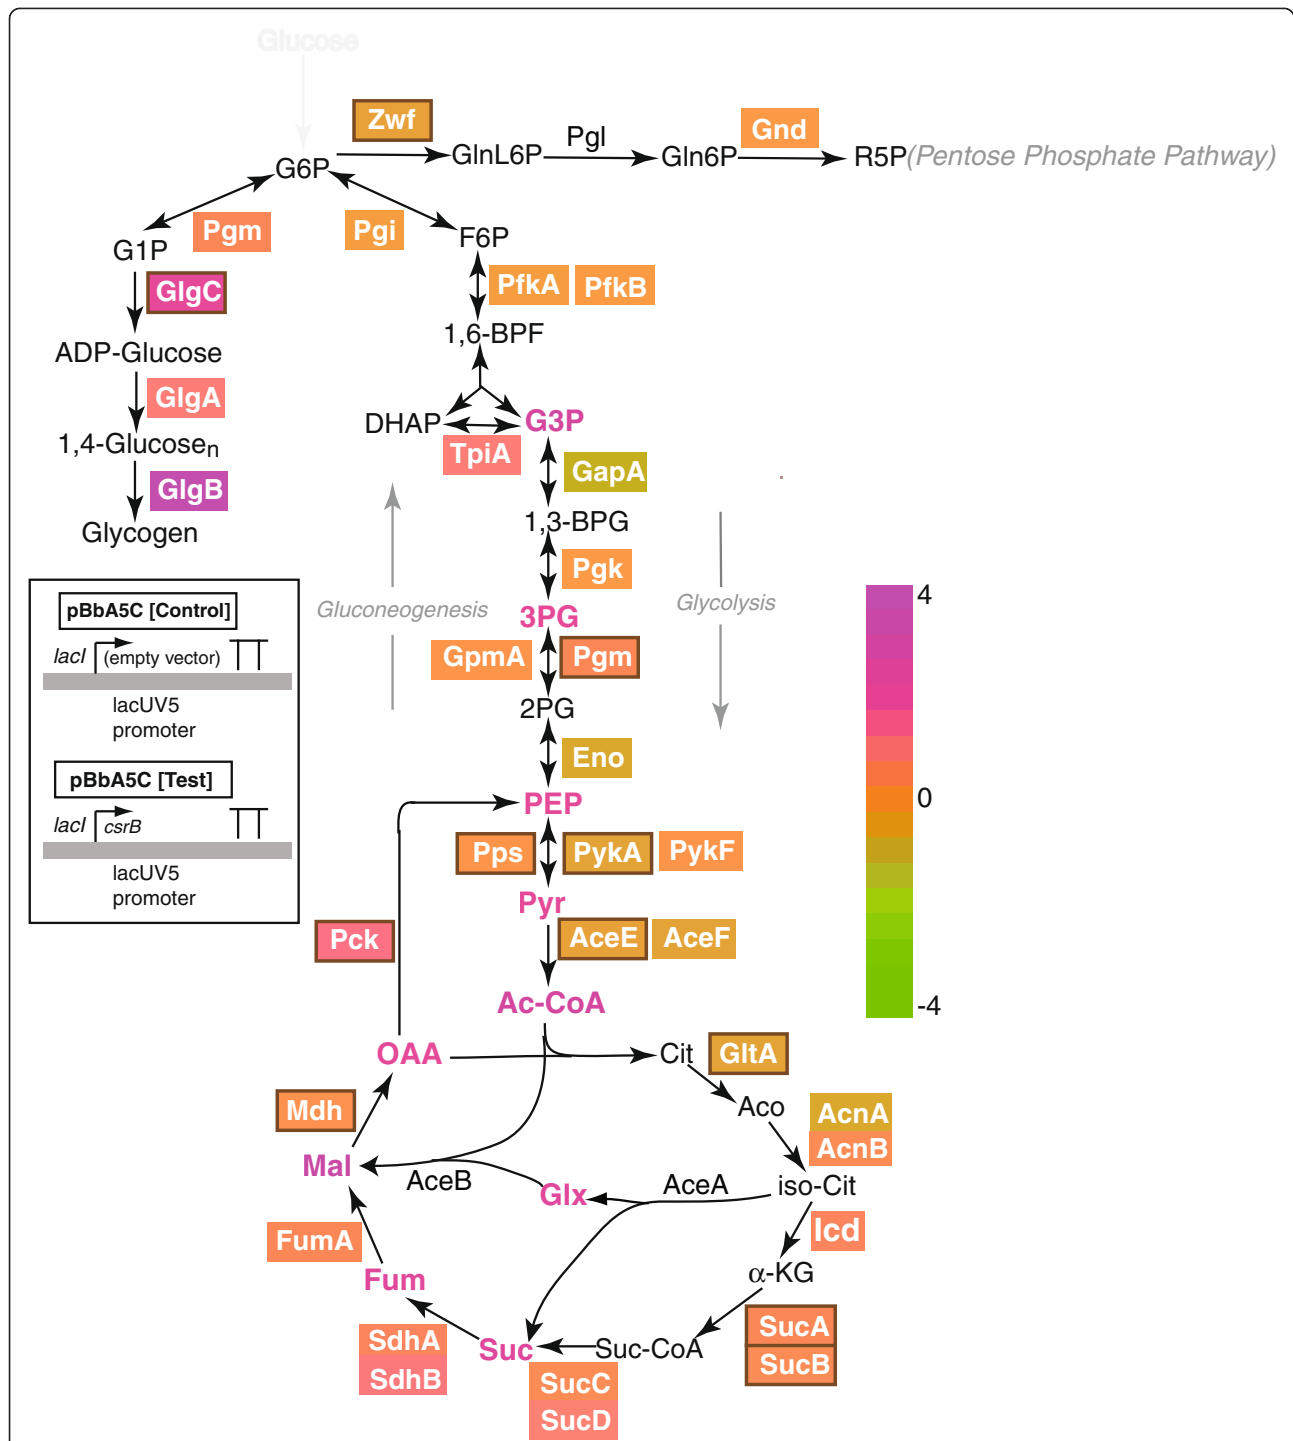 Glucose
Zwf
Pgl
Gnd
G6P
GlnL6P
Gln6P
R5P(Pentose Phosphate Pathway)
Pgm
Pgi
G1P
F6P
GlgC
PfkA
PfkB
1,6-BPF
ADP-Glucose
GlgA
DHAP
G3P
TpiA
1,4-Glucosen
GapA
GlgB
1,3-BPG
Glycogen
Pgk
Gluconeogenesis
Glycolysis
3PG
GpmA
Pgm
2PG
Eno
PEP
Pps
PykA
PykF
Pyr
Pck
AceE
AceF
Ac-CoA
pBbA5C [Control]
lacI
(empty vector)
lacUV5
promoter
pBbA5C [Test]
lacI
csrB
lacUV5
promoter
4
0
-4
OAA
Cit
GltA
Mdh
Aco
AcnA
AcnB
Mal
AceB
Glx
AceA
iso-Cit
Icd
FumA
Fum
α-KG
SucA
SucB
SdhA
SdhB
Suc
Suc-CoA
SucC
SucD